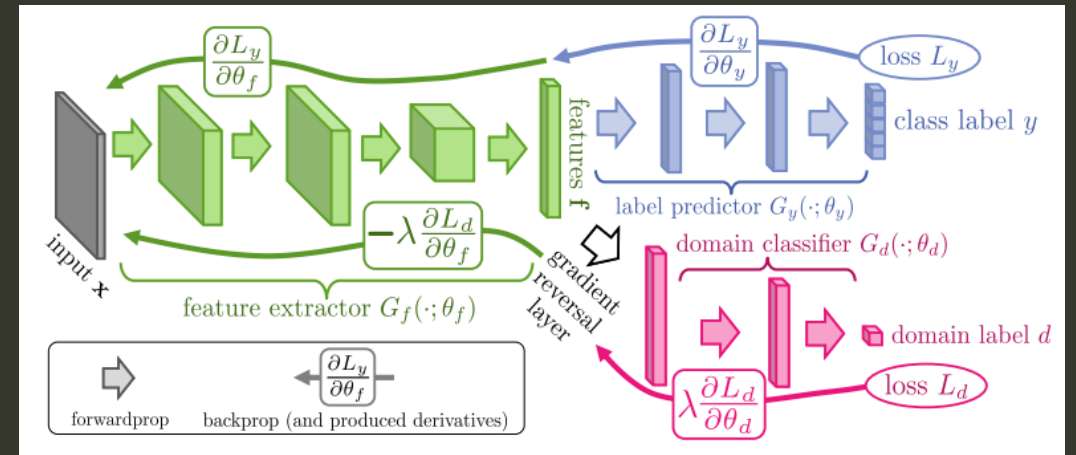 ∂L_y/∂θ_f
∂L_y/∂θ_y
loss L_y
features f
class label y
label predictor G_y(·; θ_y)
input x
−λ ∂L_d/∂θ_f
feature extractor G_f(·; θ_f)
gradient
reversal
layer
domain classifier G_d(·; θ_d)
domain label d
λ ∂L_d/∂θ_d
loss L_d
forwardprop
∂L_y/∂θ_f
backprop (and produced derivatives)